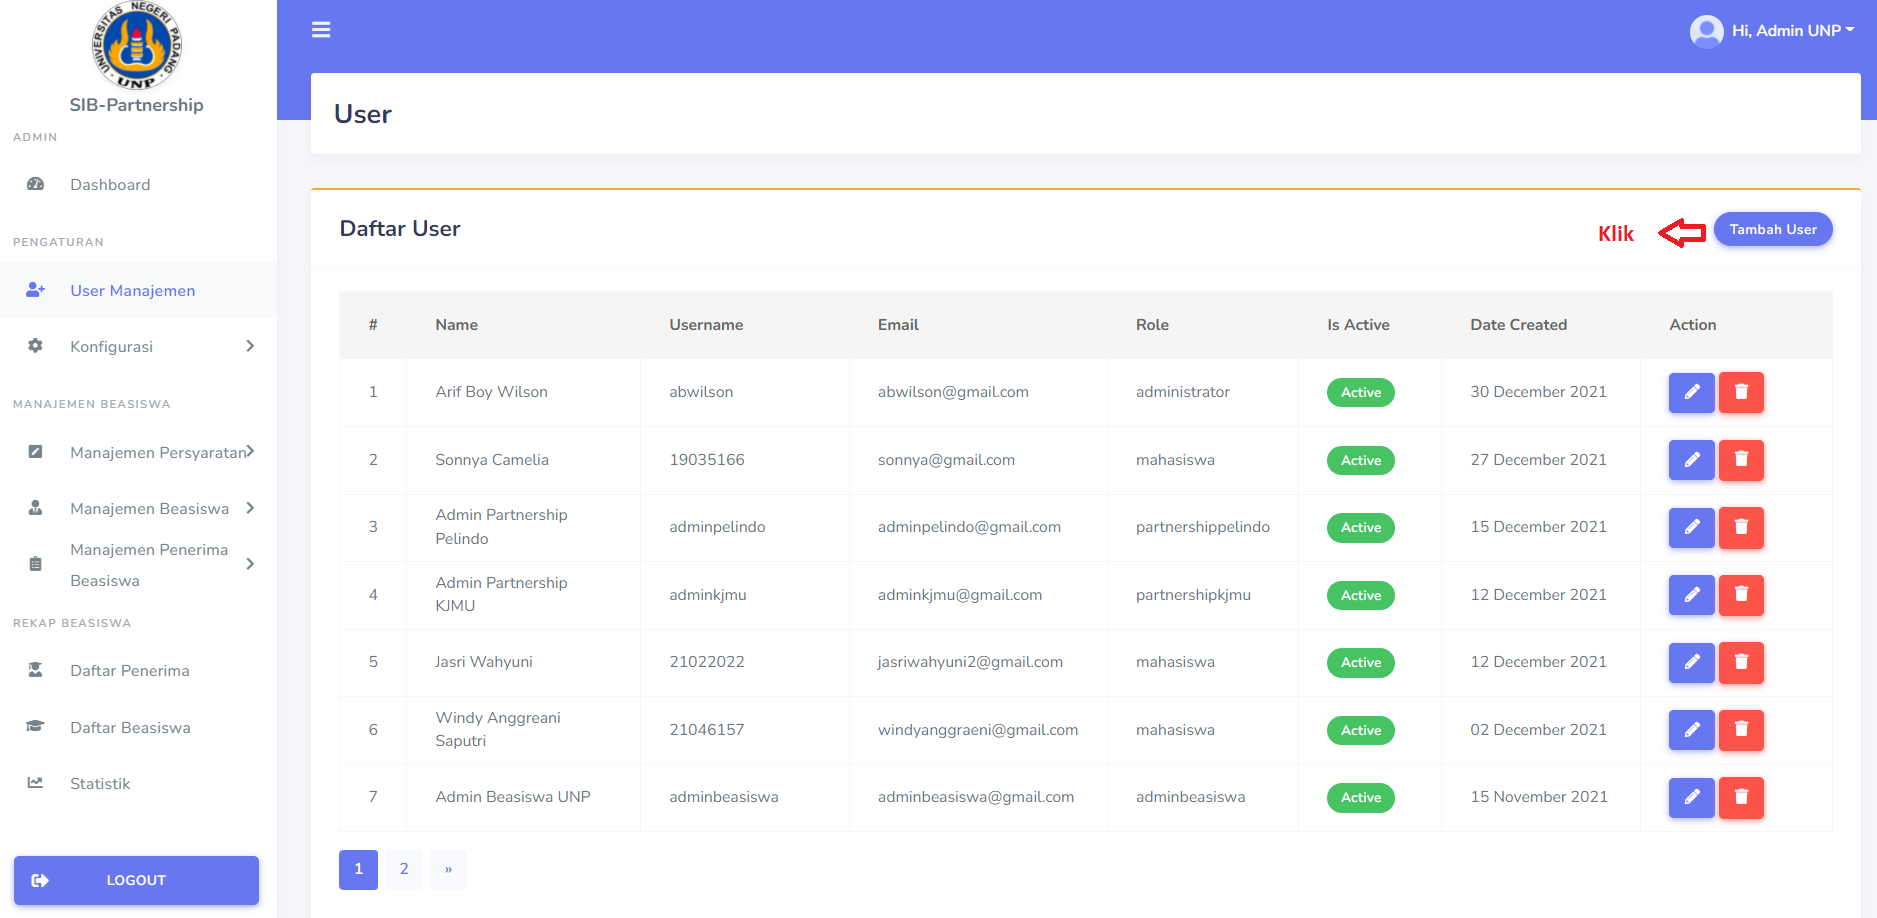 UNIVERSITAS NEGERI PADANG
UNP
SIB-Partnership
ADMIN
Dashboard
PENGATURAN
User Manajemen
Konfigurasi
MANAJEMEN BEASISWA
Manajemen Persyaratan
Manajemen Beasiswa
Manajemen Penerima
Beasiswa
REKAP BEASISWA
Daftar Penerima
Daftar Beasiswa
Statistik
LOGOUT
Hi, Admin UNP
User
Daftar User
Klik
Tambah User
# Name Username Email Role Is Active Date Created Action
1 Arif Boy Wilson abwilson abwilson@gmail.com administrator Active 30 December 2021
2 Sonnya Camelia 19035166 sonnya@gmail.com mahasiswa Active 27 December 2021
3 Admin Partnership
Pelindo adminpelindo adminpelindo@gmail.com partnershippelindo Active 15 December 2021
4 Admin Partnership
KJMU adminkjmu adminkjmu@gmail.com partnershipkjmu Active 12 December 2021
5 Jasri Wahyuni 21022022 jasriwahyuni2@gmail.com mahasiswa Active 12 December 2021
6 Windy Anggreani
Saputri 21046157 windyanggraeni@gmail.com mahasiswa Active 02 December 2021
7 Admin Beasiswa UNP adminbeasiswa adminbeasiswa@gmail.com adminbeasiswa Active 15 November 2021
1 2 »